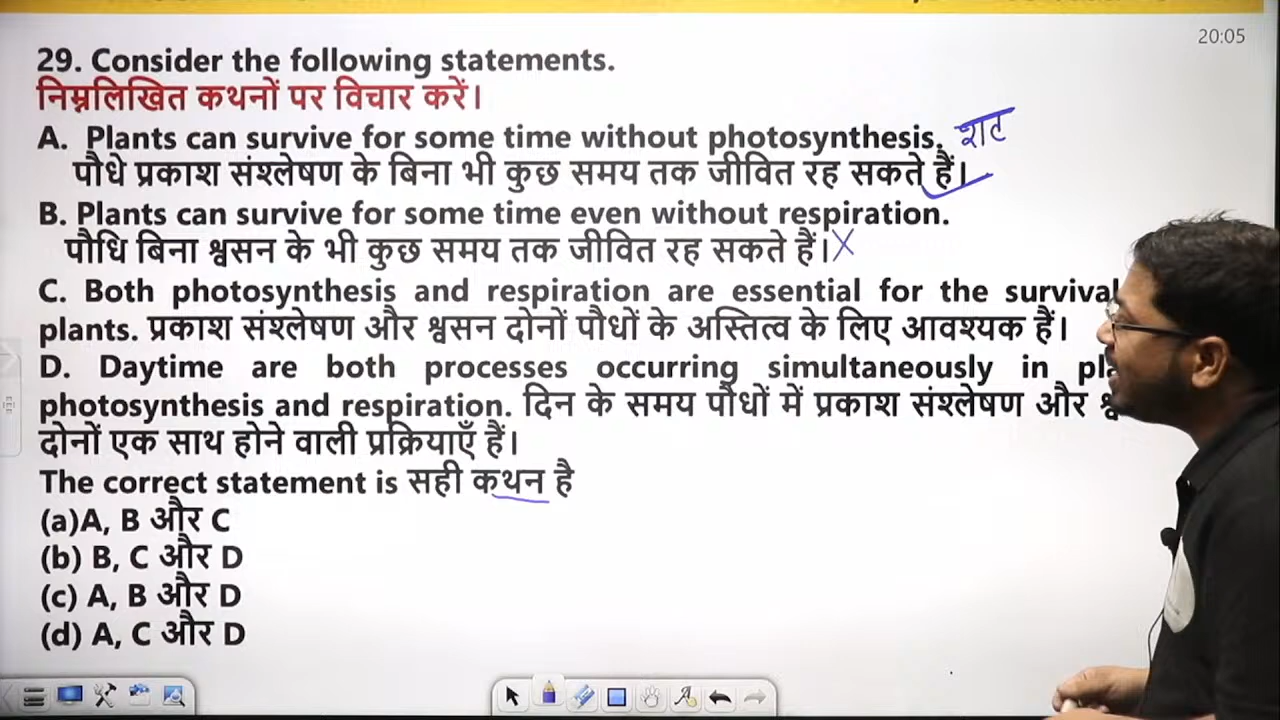 20:05
29. Consider the following statements.
निम्नलिखित कथनों पर विचार करें।
A. Plants can survive for some time without photosynthesis. रात
पौधे प्रकाश संश्लेषण के बिना भी कुछ समय तक जीवित रह सकते हैं।
B. Plants can survive for some time even without respiration.
पौधि बिना श्वसन के भी कुछ समय तक जीवित रह सकते हैं। X
C. Both photosynthesis and respiration are essential for the survival
plants. प्रकाश संश्लेषण और श्वसन दोनों पौधों के अस्तित्व के लिए आवश्यक हैं।
D. Daytime are both processes occurring simultaneously in
photosynthesis and respiration. दिन के समय पौधों में प्रकाश संश्लेषण और
दोनों एक साथ होने वाली प्रक्रियाएँ हैं।
The correct statement is सही कथन है
(a)A, B और C
(b) B, C और D
(c) A, B और D
(d) A, C और D